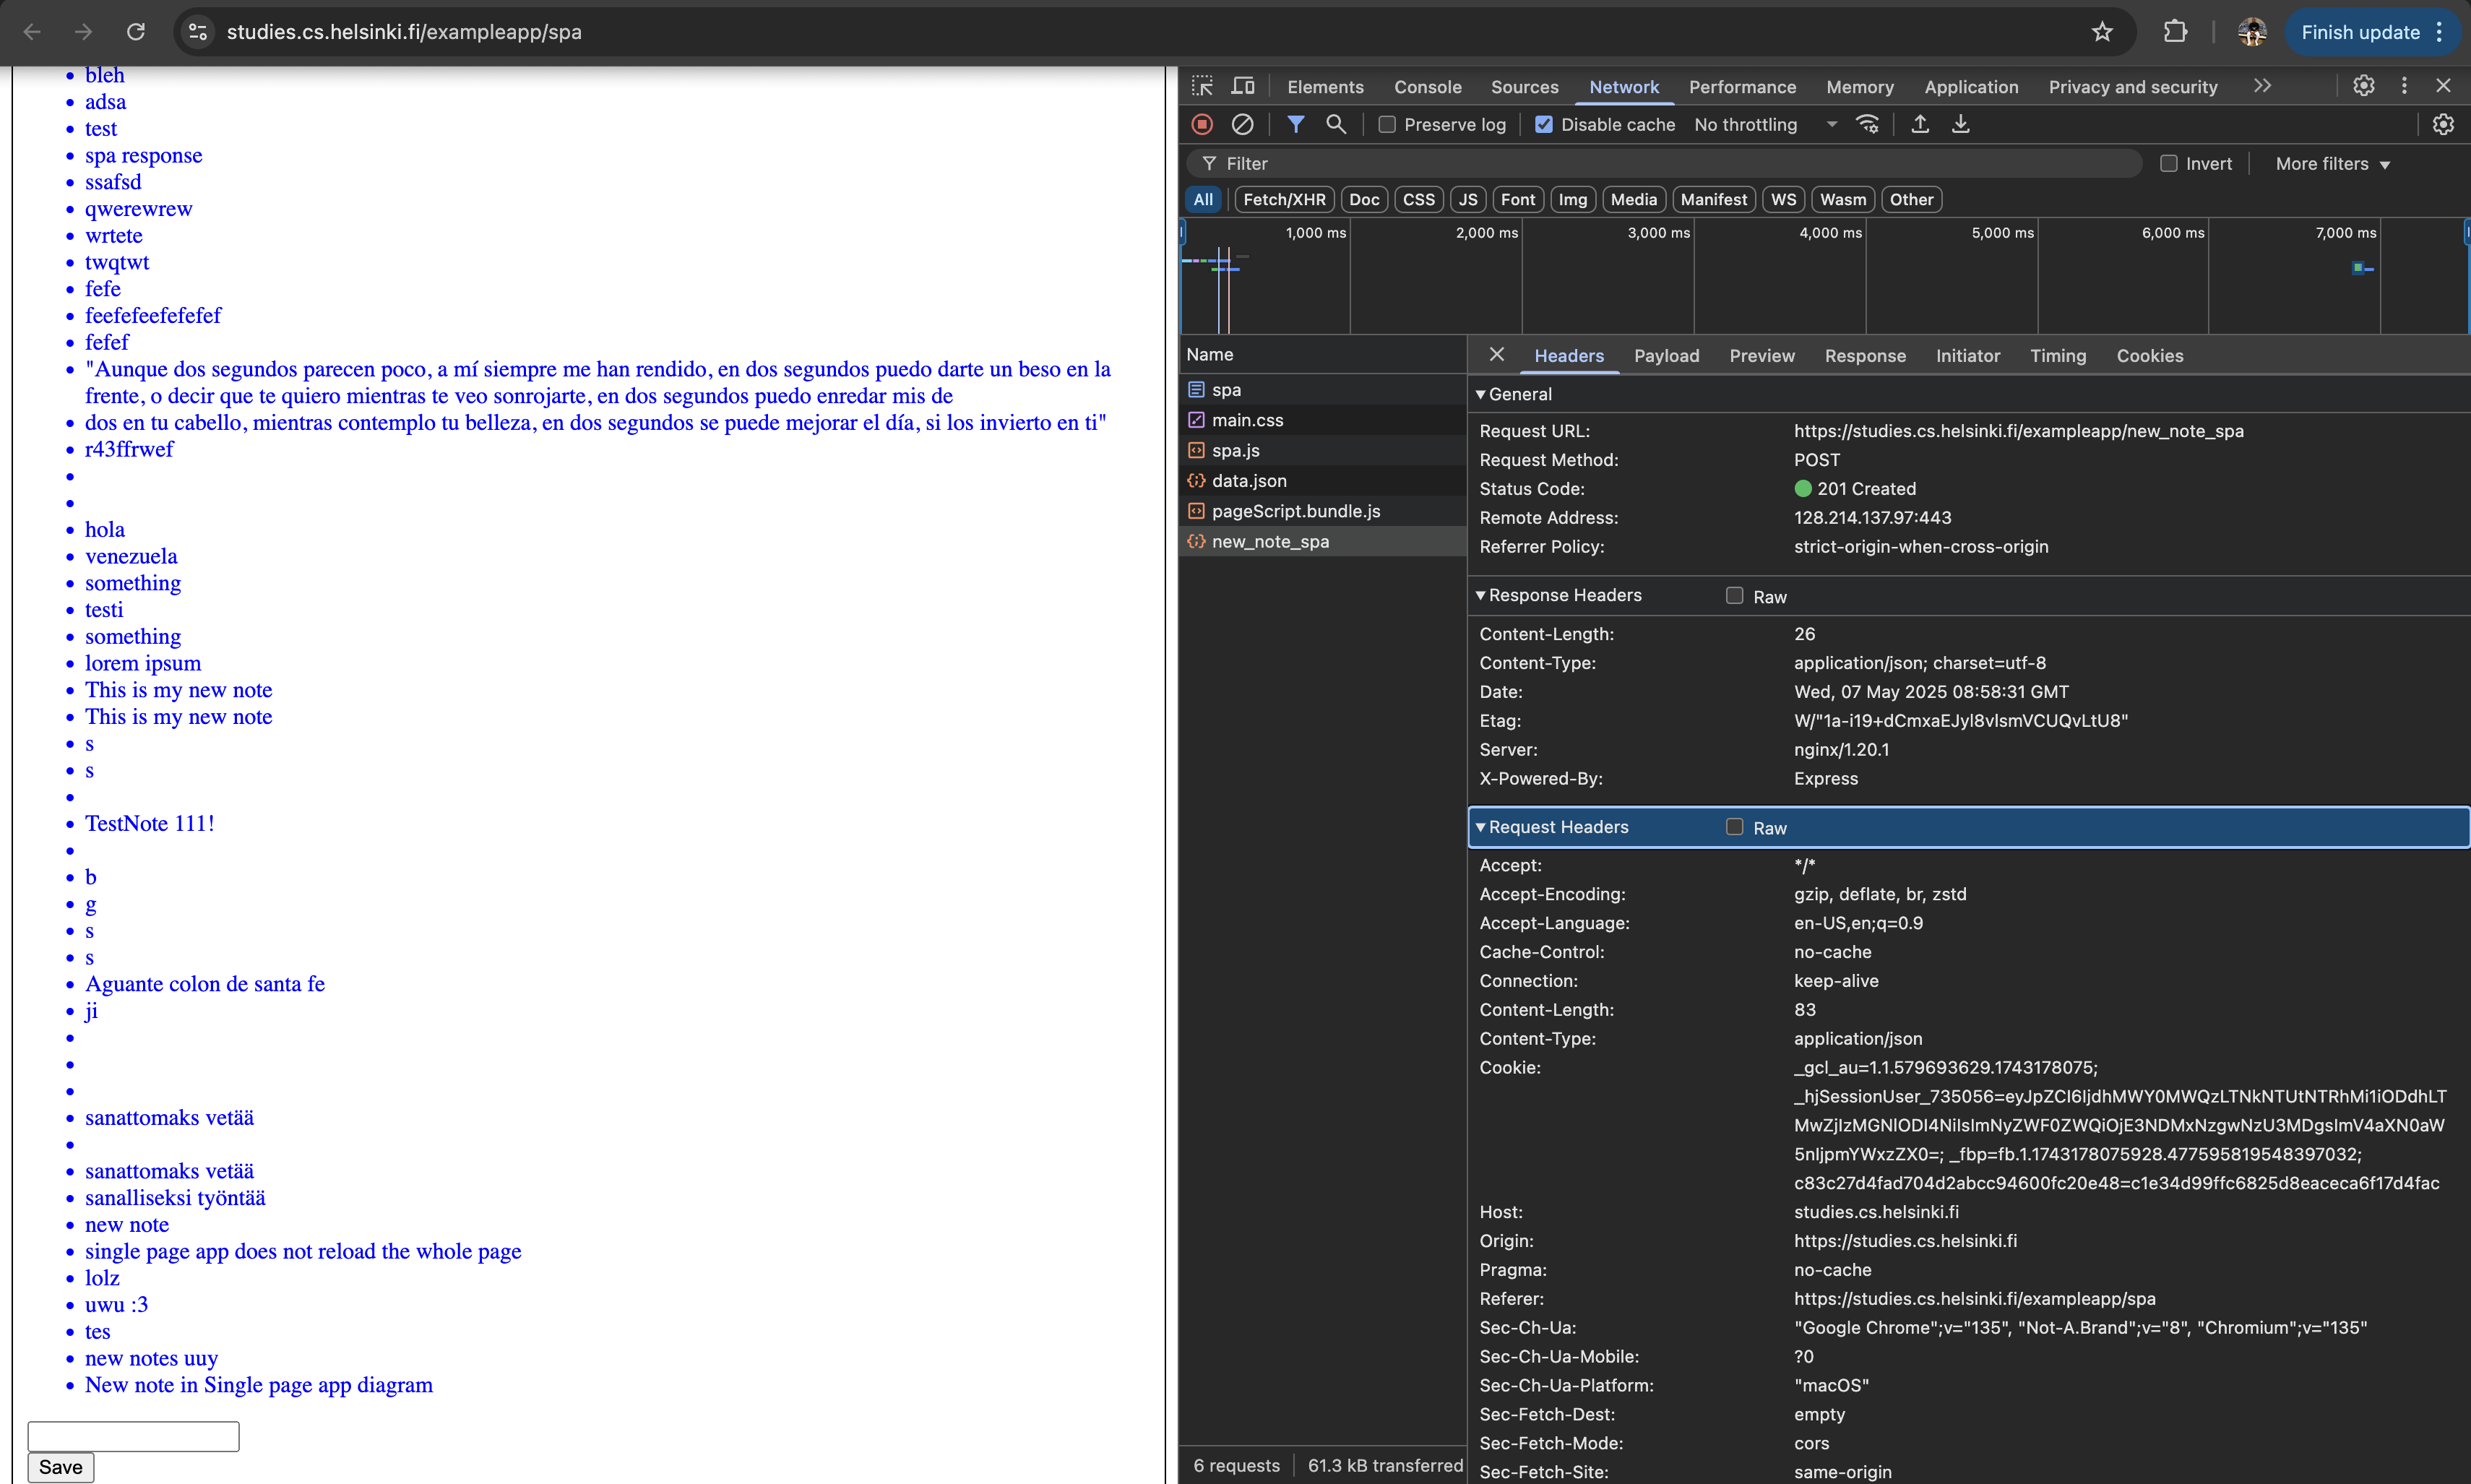 studies.cs.helsinki.fi/exampleapp/spa
Finish update
bleh
adsa
test
spa response
ssafsd
qwerewrew
wrtete
twqtwt
fefe
feefefeefefefef
fefef
"Aunque dos segundos parecen poco, a mí siempre me han rendido, en dos segundos puedo darte un beso en la
frente, o decir que te quiero mientras te veo sonrojarte, en dos segundos puedo enredar mis de
dos en tu cabello, mientras contemplo tu belleza, en dos segundos se puede mejorar el día, si los invierto en ti"
r43ffrwef
hola
venezuela
something
testi
something
lorem ipsum
This is my new note
This is my new note
s
s
TestNote 111!
b
g
s
s
Aguante colon de santa fe
ji
sanattomaks vetää
sanattomaks vetää
sanalliseksi työntää
new note
single page app does not reload the whole page
lolz
uwu :3
tes
new notes uuy
New note in Single page app diagram
Save
Elements Console Sources Network Performance Memory Application Privacy and security
Preserve log Disable cache No throttling
Filter Invert More filters
All Fetch/XHR Doc CSS JS Font Img Media Manifest WS Wasm Other
1,000 ms 2,000 ms 3,000 ms 4,000 ms 5,000 ms 6,000 ms 7,000 ms
Name
spa
main.css
spa.js
data.json
pageScript.bundle.js
new_note_spa
6 requests 61.3 kB transferred
Headers Payload Preview Response Initiator Timing Cookies
General
Request URL: https://studies.cs.helsinki.fi/exampleapp/new_note_spa
Request Method: POST
Status Code: 201 Created
Remote Address: 128.214.137.97:443
Referrer Policy: strict-origin-when-cross-origin
Response Headers Raw
Content-Length: 26
Content-Type: application/json; charset=utf-8
Date: Wed, 07 May 2025 08:58:31 GMT
Etag: W/"1a-i19+dCmxaEJyl8vlsmVCUQvLtU8"
Server: nginx/1.20.1
X-Powered-By: Express
Request Headers Raw
Accept: */*
Accept-Encoding: gzip, deflate, br, zstd
Accept-Language: en-US,en;q=0.9
Cache-Control: no-cache
Connection: keep-alive
Content-Length: 83
Content-Type: application/json
Cookie: _gcl_au=1.1.579693629.1743178075;
_hjSessionUser_735056=eyJpZCI6IjdhMWY0MWQzLTNkNTUtNTRhMi1iODdhLT
MwZjIzMGNlODI4NiIsImNyZWF0ZWQiOjE3NDMxNzgwNzU3MDgsImV4aXN0aW
5nIjpmYWxzZX0=; _fbp=fb.1.1743178075928.477595819548397032;
c83c27d4fad704d2abcc94600fc20e48=c1e34d99ffc6825d8eaceca6f17d4fac
Host: studies.cs.helsinki.fi
Origin: https://studies.cs.helsinki.fi
Pragma: no-cache
Referer: https://studies.cs.helsinki.fi/exampleapp/spa
Sec-Ch-Ua: "Google Chrome";v="135", "Not-A.Brand";v="8", "Chromium";v="135"
Sec-Ch-Ua-Mobile: ?0
Sec-Ch-Ua-Platform: "macOS"
Sec-Fetch-Dest: empty
Sec-Fetch-Mode: cors
Sec-Fetch-Site: same-origin